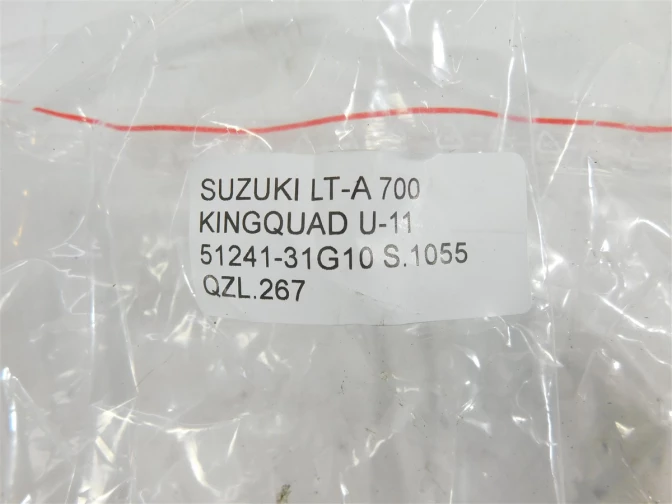 SUZUKI LT-A 700
KINGQUAD U-11
51241-31G10 S.1055
QZL.267